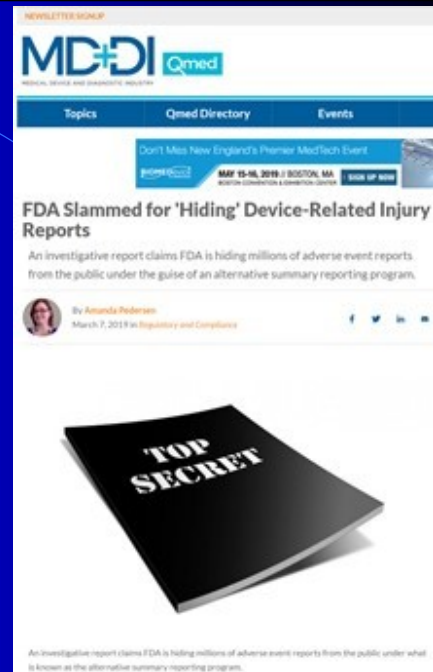 NEWSLETTER SIGNUP
MD+DI Qmed
MEDICAL DEVICE AND DIAGNOSTIC INDUSTRY
Topics Qmed Directory Events
Don't Miss New England's Premier MedTech Event
BIOMEDevice MAY 15-16, 2019 // BOSTON, MA SIGN UP NOW
BOSTON CONVENTION & EXHIBITION CENTER
FDA Slammed for 'Hiding' Device-Related Injury
Reports
An investigative report claims FDA is hiding millions of adverse event reports
from the public under the guise of an alternative summary reporting program.
By Amanda Pedersen
March 7, 2019 in Regulatory and Compliance
TOP
SECRET
An investigative report claims FDA is hiding millions of adverse event reports from the public under what
is known as the alternative summary reporting program.